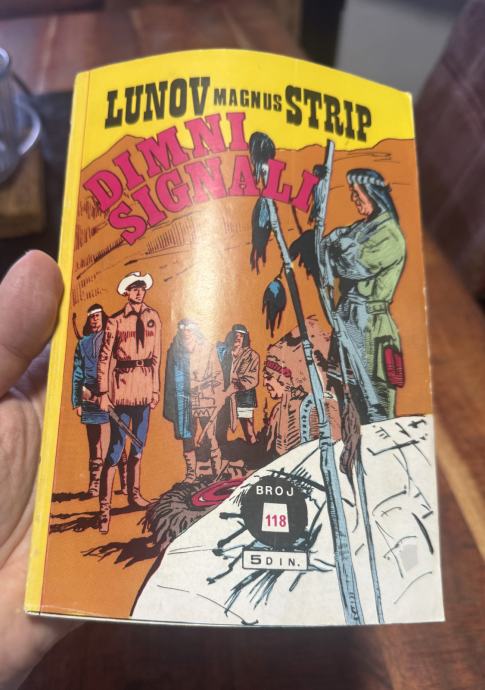 LUNOV MAGNUS STRIP
DIMNI
SIGNALI
BROJ
118
5 DIN.